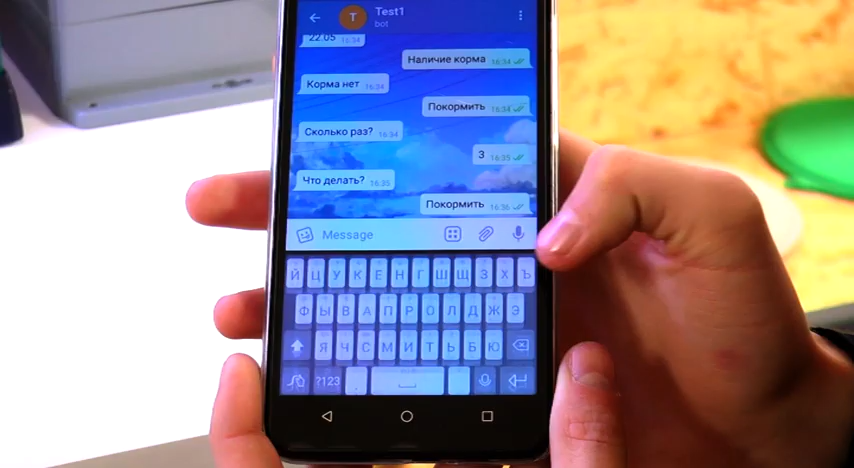 T
Test1
bot
22.05 16:34
Наличие корма 16:34
Корма нет 16:34
Покормить 16:34
Сколько раз? 16:34
3 16:35
Что делать? 16:35
Покормить 16:36
Message
Й Ц У К Е Н Г Ш Щ З Х Ъ
Ф Ы В А П Р О Л Д Ж Э
Я Ч С М И Т Ь Б Ю
?123 ,